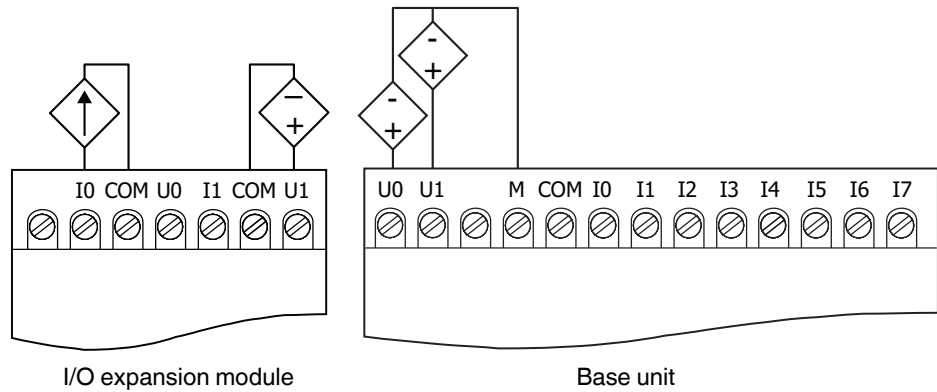 -
+
-
+
−
+
I0 COM U0 I1 COM U1
U0 U1 M COM I0 I1 I2 I3 I4 I5 I6 I7
I/O expansion module
Base unit